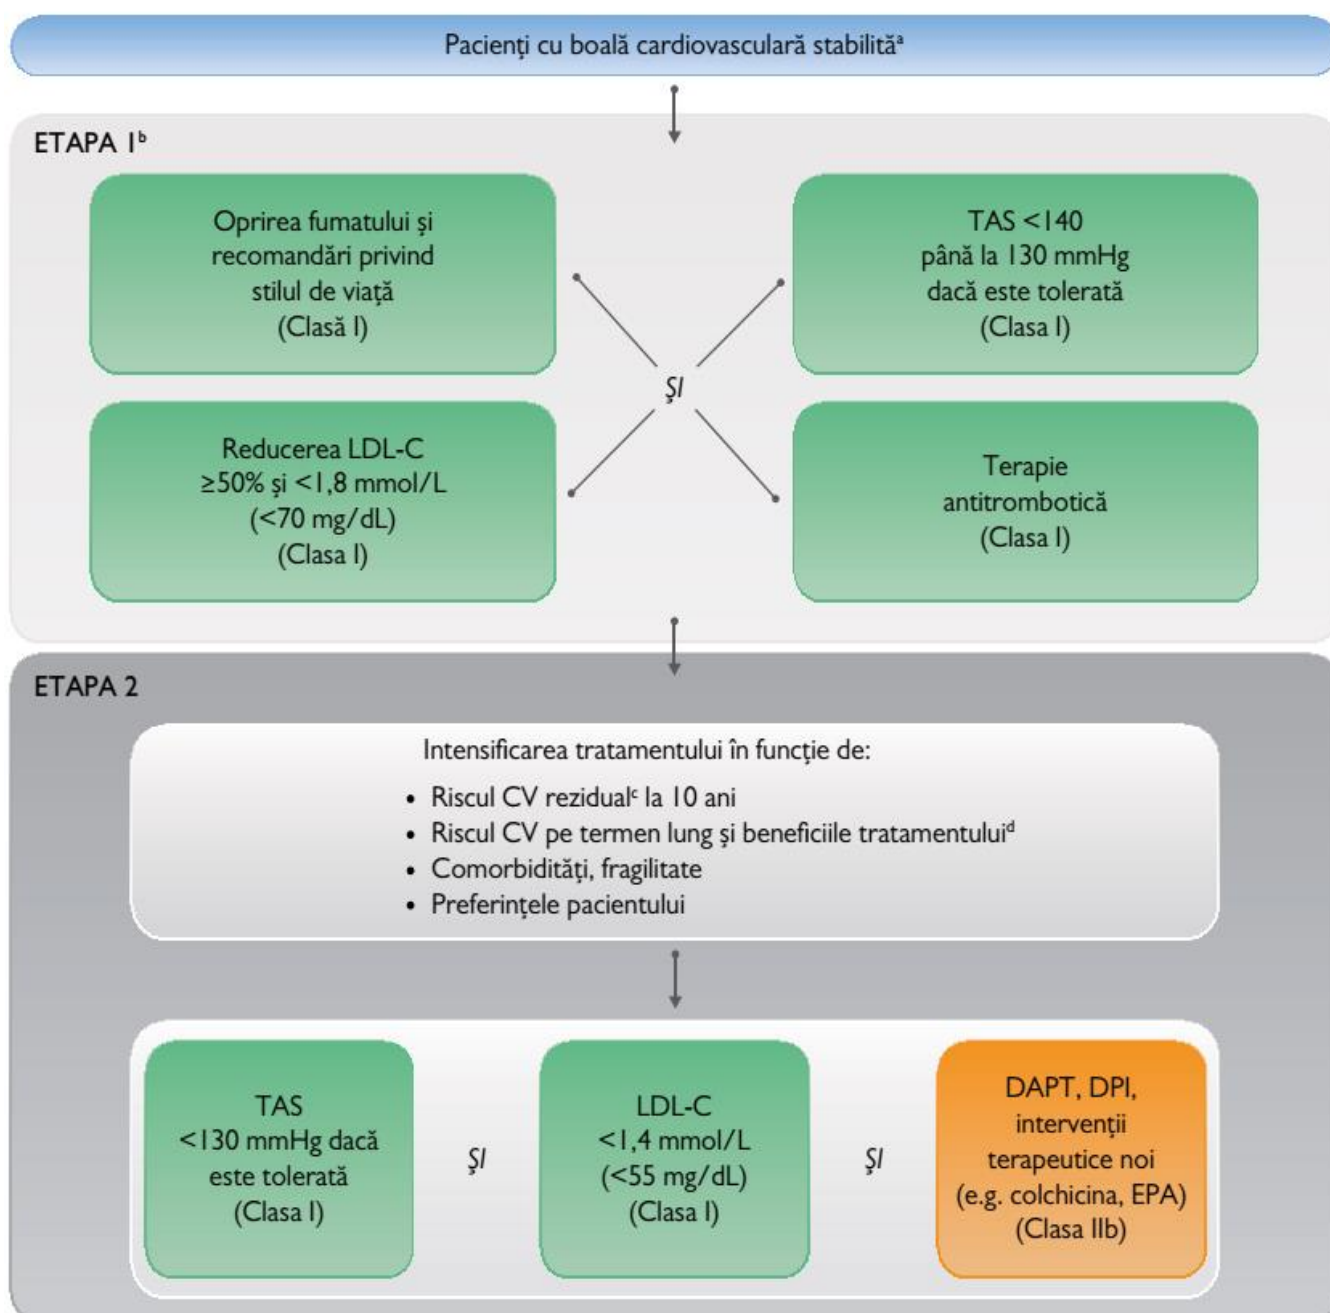 Pacienți cu boală cardiovasculară stabilităᵃ
ETAPA 1ᵇ
Oprirea fumatului și
recomandări privind
stilul de viață
(Clasă I)
TAS <140
până la 130 mmHg
dacă este tolerată
(Clasa I)
ȘI
Reducerea LDL-C
≥50% și <1,8 mmol/L
(<70 mg/dL)
(Clasa I)
Terapie
antitrombotică
(Clasa I)
ETAPA 2
Intensificarea tratamentului în funcție de:
• Riscul CV rezidualᶜ la 10 ani
• Riscul CV pe termen lung și beneficiile tratamentuluiᵈ
• Comorbidități, fragilitate
• Preferințele pacientului
TAS
<130 mmHg dacă
este tolerată
(Clasa I)
ȘI
LDL-C
<1,4 mmol/L
(<55 mg/dL)
(Clasa I)
ȘI
DAPT, DPI,
intervenții
terapeutice noi
(e.g. colchicina, EPA)
(Clasa IIb)